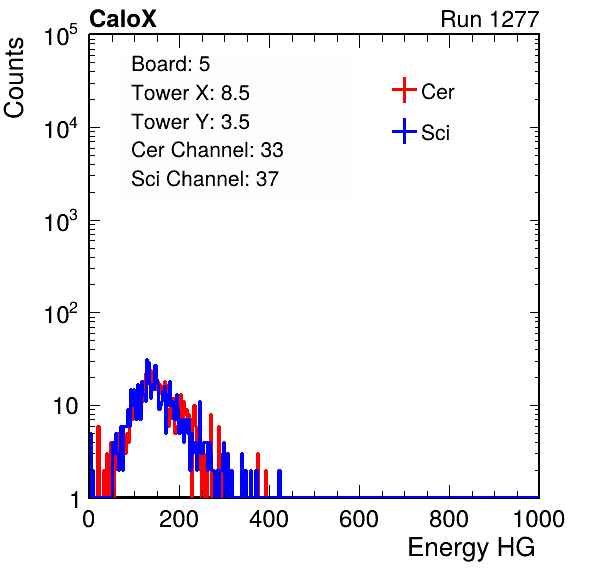 CaloX Run 1277
Counts
10^5
10^4
10^3
10^2
10
1
Board: 5
Tower X: 8.5
Tower Y: 3.5
Cer Channel: 33
Sci Channel: 37
Cer
Sci
0 200 400 600 800 1000
Energy HG